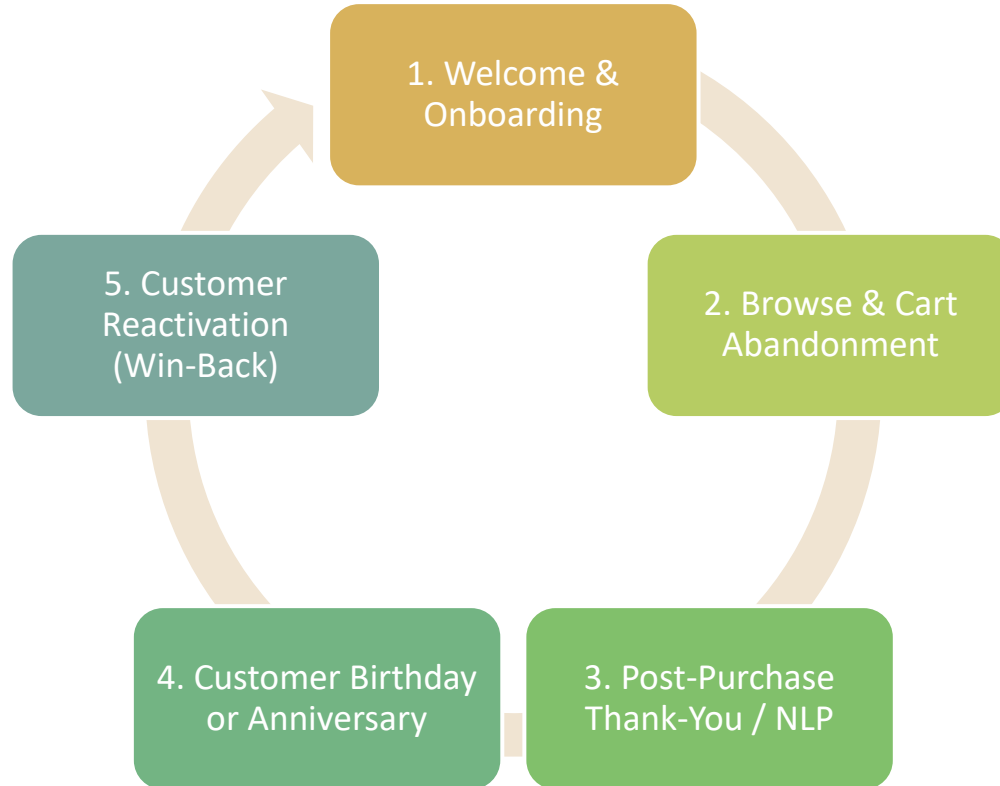 1. Welcome &
Onboarding
2. Browse & Cart
Abandonment
3. Post-Purchase
Thank-You / NLP
4. Customer Birthday
or Anniversary
5. Customer
Reactivation
(Win-Back)